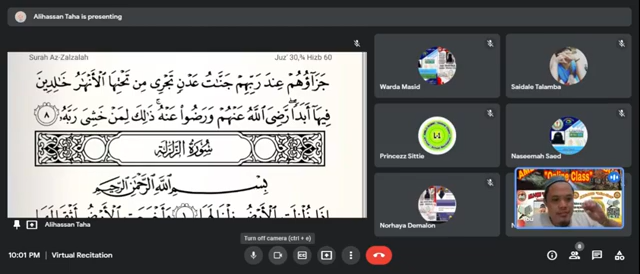 Alihassan Taha is presenting
Surah Az-Zalzalah
Juz' 30,¾ Hizb 60
جَزَآؤُهُمْ عِندَ رَبِّهِمْ جَنَّٰتُ عَدْنٍ تَجْرِى مِن تَحْتِهَا ٱلْأَنْهَٰرُ خَٰلِدِينَ
فِيهَآ أَبَدًا ۖ رَّضِىَ ٱللَّهُ عَنْهُمْ وَرَضُوا۟ عَنْهُ ۚ ذَٰلِكَ لِمَنْ خَشِىَ رَبَّهُۥ ٨
سُورَةُ الزَّلْزَلَة
بِسْمِ ٱللَّهِ ٱلرَّحْمَٰنِ ٱلرَّحِيمِ
Alihassan Taha
Warda Masid
Saidale Talamba
Princezz Sittie
Naseemah Saed
Norhaya Demalon
"Online Class"
Turn off camera (ctrl + e)
10:01 PM | Virtual Recitation
6